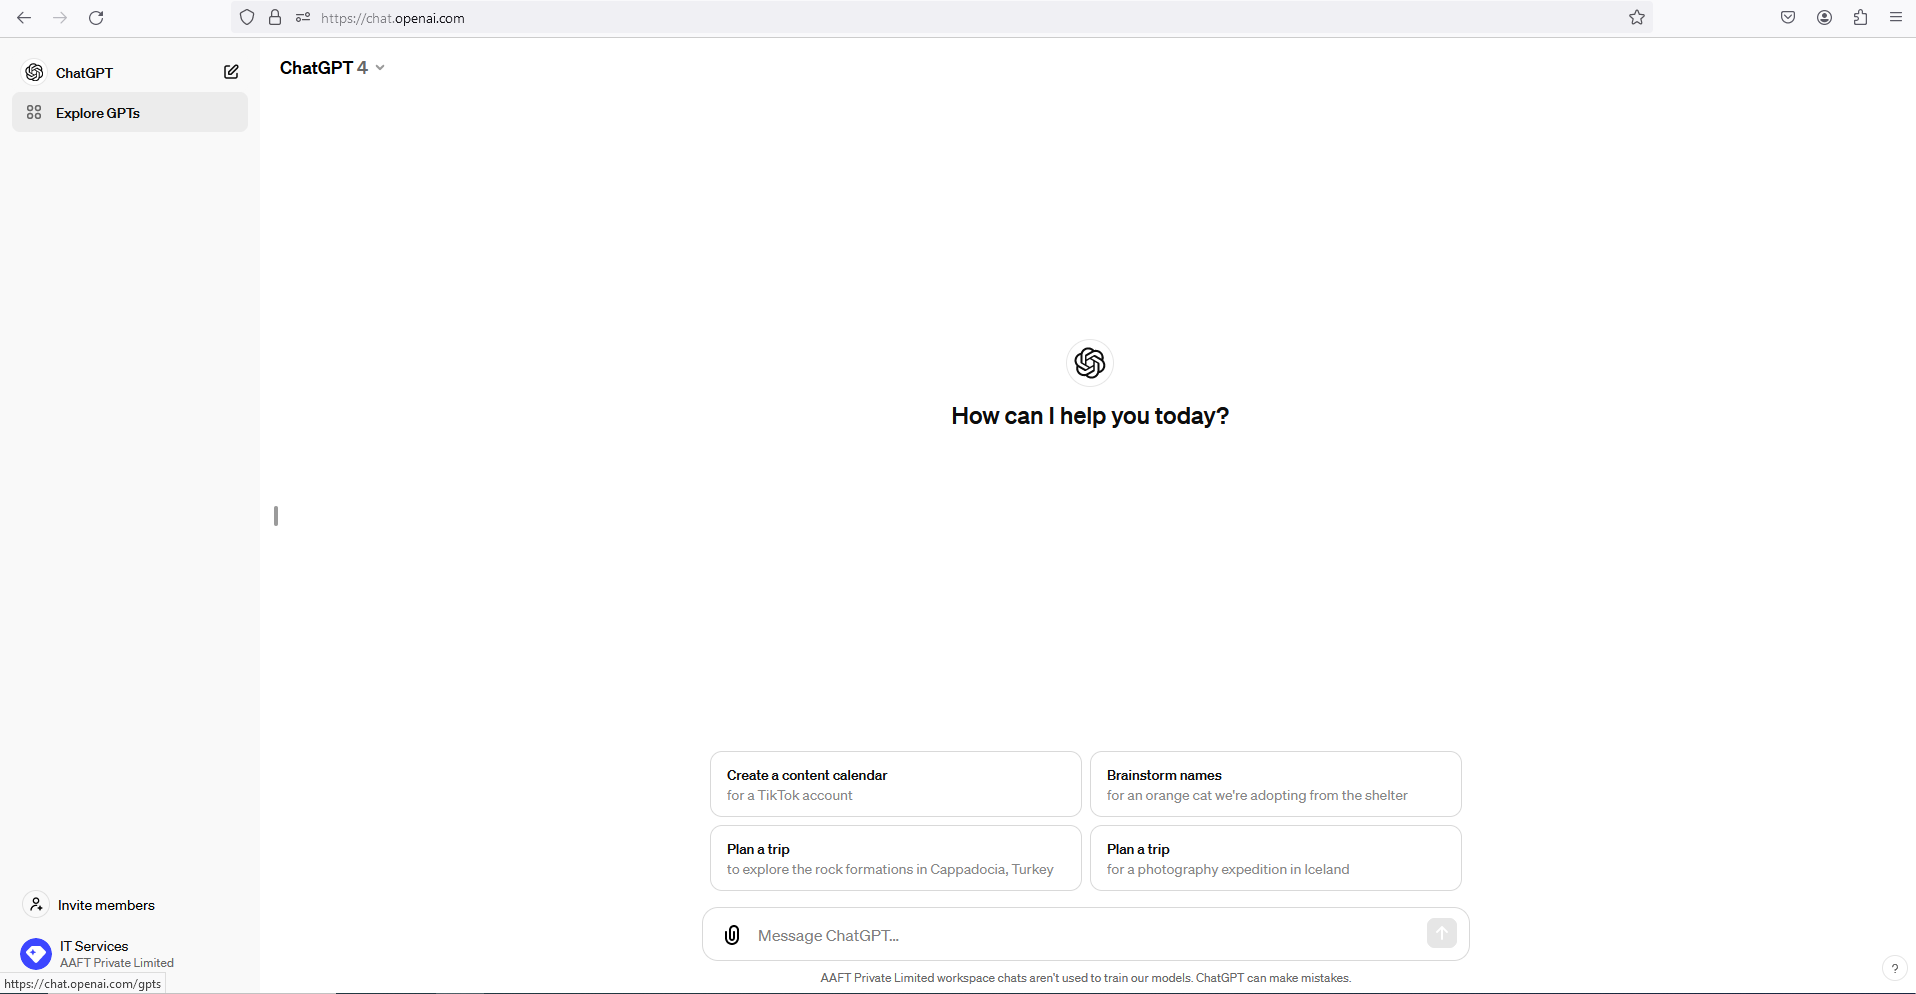 https://chat.openai.com
ChatGPT
Explore GPTs
ChatGPT 4
How can I help you today?
Create a content calendar
for a TikTok account
Brainstorm names
for an orange cat we're adopting from the shelter
Plan a trip
to explore the rock formations in Cappadocia, Turkey
Plan a trip
for a photography expedition in Iceland
Invite members
IT Services
AAFT Private Limited
Message ChatGPT...
AAFT Private Limited workspace chats aren't used to train our models. ChatGPT can make mistakes.
?
https://chat.openai.com/gpts